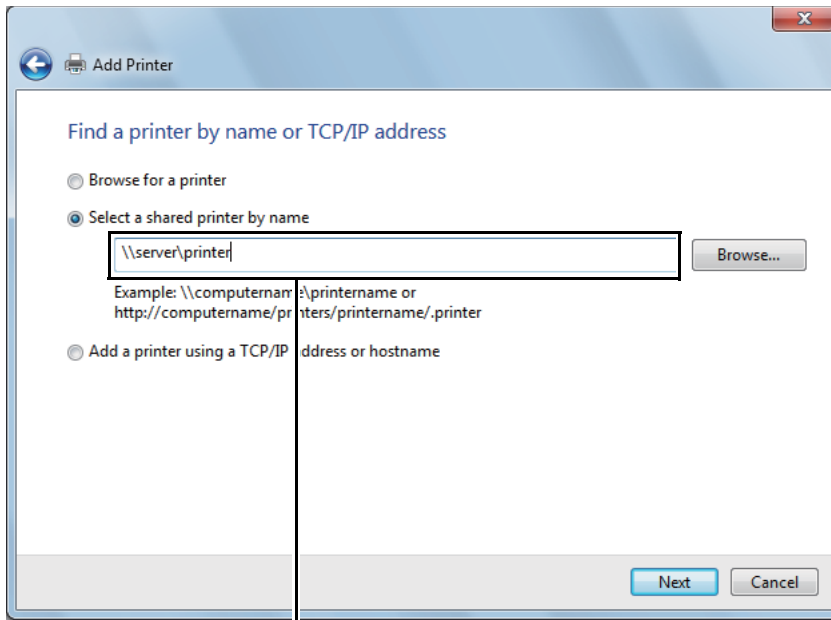 Add Printer
Find a printer by name or TCP/IP address
Browse for a printer
Select a shared printer by name
\\server\printer
Browse...
Example: \\computername\printername or
http://computername/printers/printername/.printer
Add a printer using a TCP/IP address or hostname
Next
Cancel